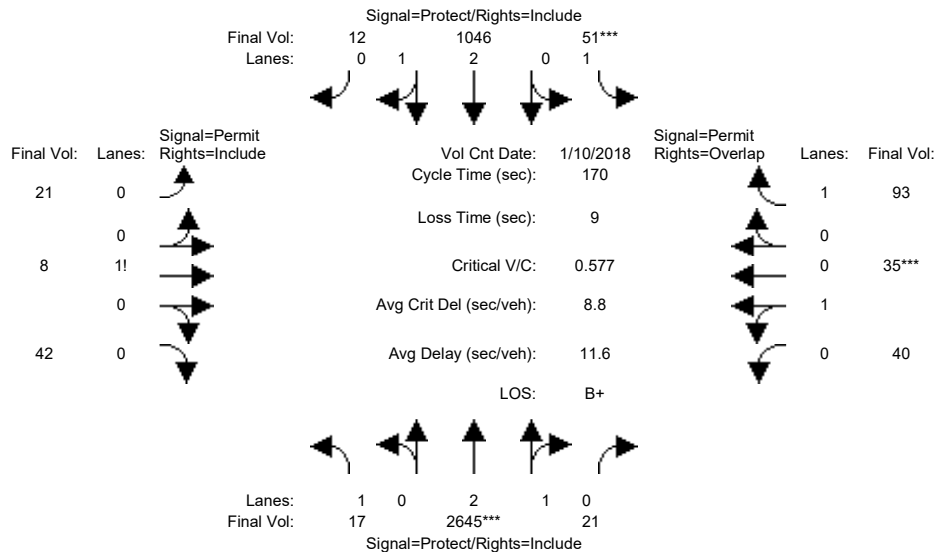 Signal=Protect/Rights=Include
Final Vol: 12 1046 51***
Lanes: 0 1 2 0 1
Signal=Permit
Final Vol: Lanes: Rights=Include
Vol Cnt Date: 1/10/2018
Signal=Permit
Rights=Overlap Lanes: Final Vol:
Cycle Time (sec): 170
21 0
1 93
Loss Time (sec): 9
0
0
8 1!
Critical V/C: 0.577
0 35***
0
Avg Crit Del (sec/veh): 8.8
1
42 0
Avg Delay (sec/veh): 11.6
0 40
LOS: B+
Lanes: 1 0 2 1 0
Final Vol: 17 2645*** 21
Signal=Protect/Rights=Include